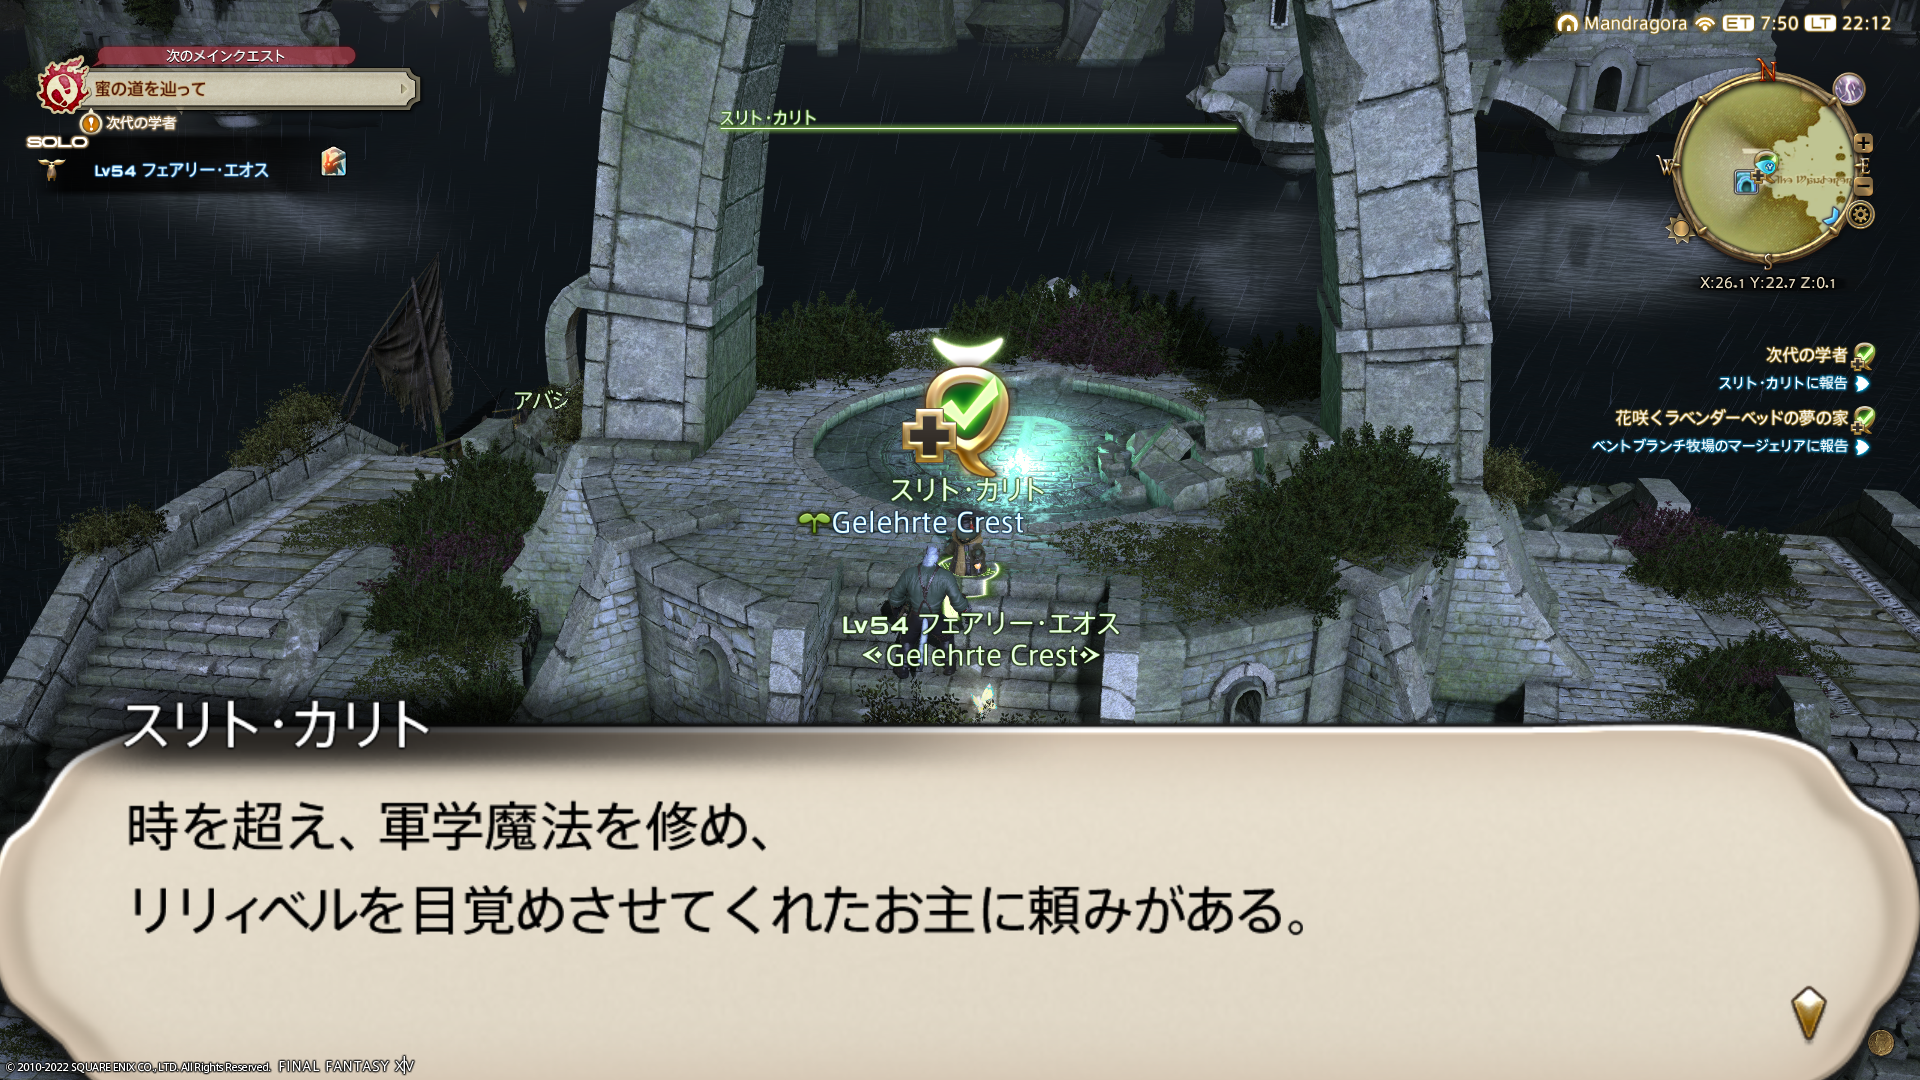 Mandragora ET 7:50 LT 22:12
次のメインクエスト
蜜の道を辿って
次代の学者
SOLO
Lv54 フェアリー・エオス
スリト・カリト
N
W
E
S
X:26.1 Y:22.7 Z:0.1
次代の学者
スリト・カリトに報告
花咲くラベンダーベッドの夢の家
ベントブランチ牧場のマージェリアに報告
アバシ
スリト・カリト
Gelehrte Crest
Lv54 フェアリー・エオス
«Gelehrte Crest»
スリト・カリト
時を超え、軍学魔法を修め、
リリィベルを目覚めさせてくれたお主に頼みがある。
© 2010-2022 SQUARE ENIX CO., LTD. All Rights Reserved. FINAL FANTASY XIV